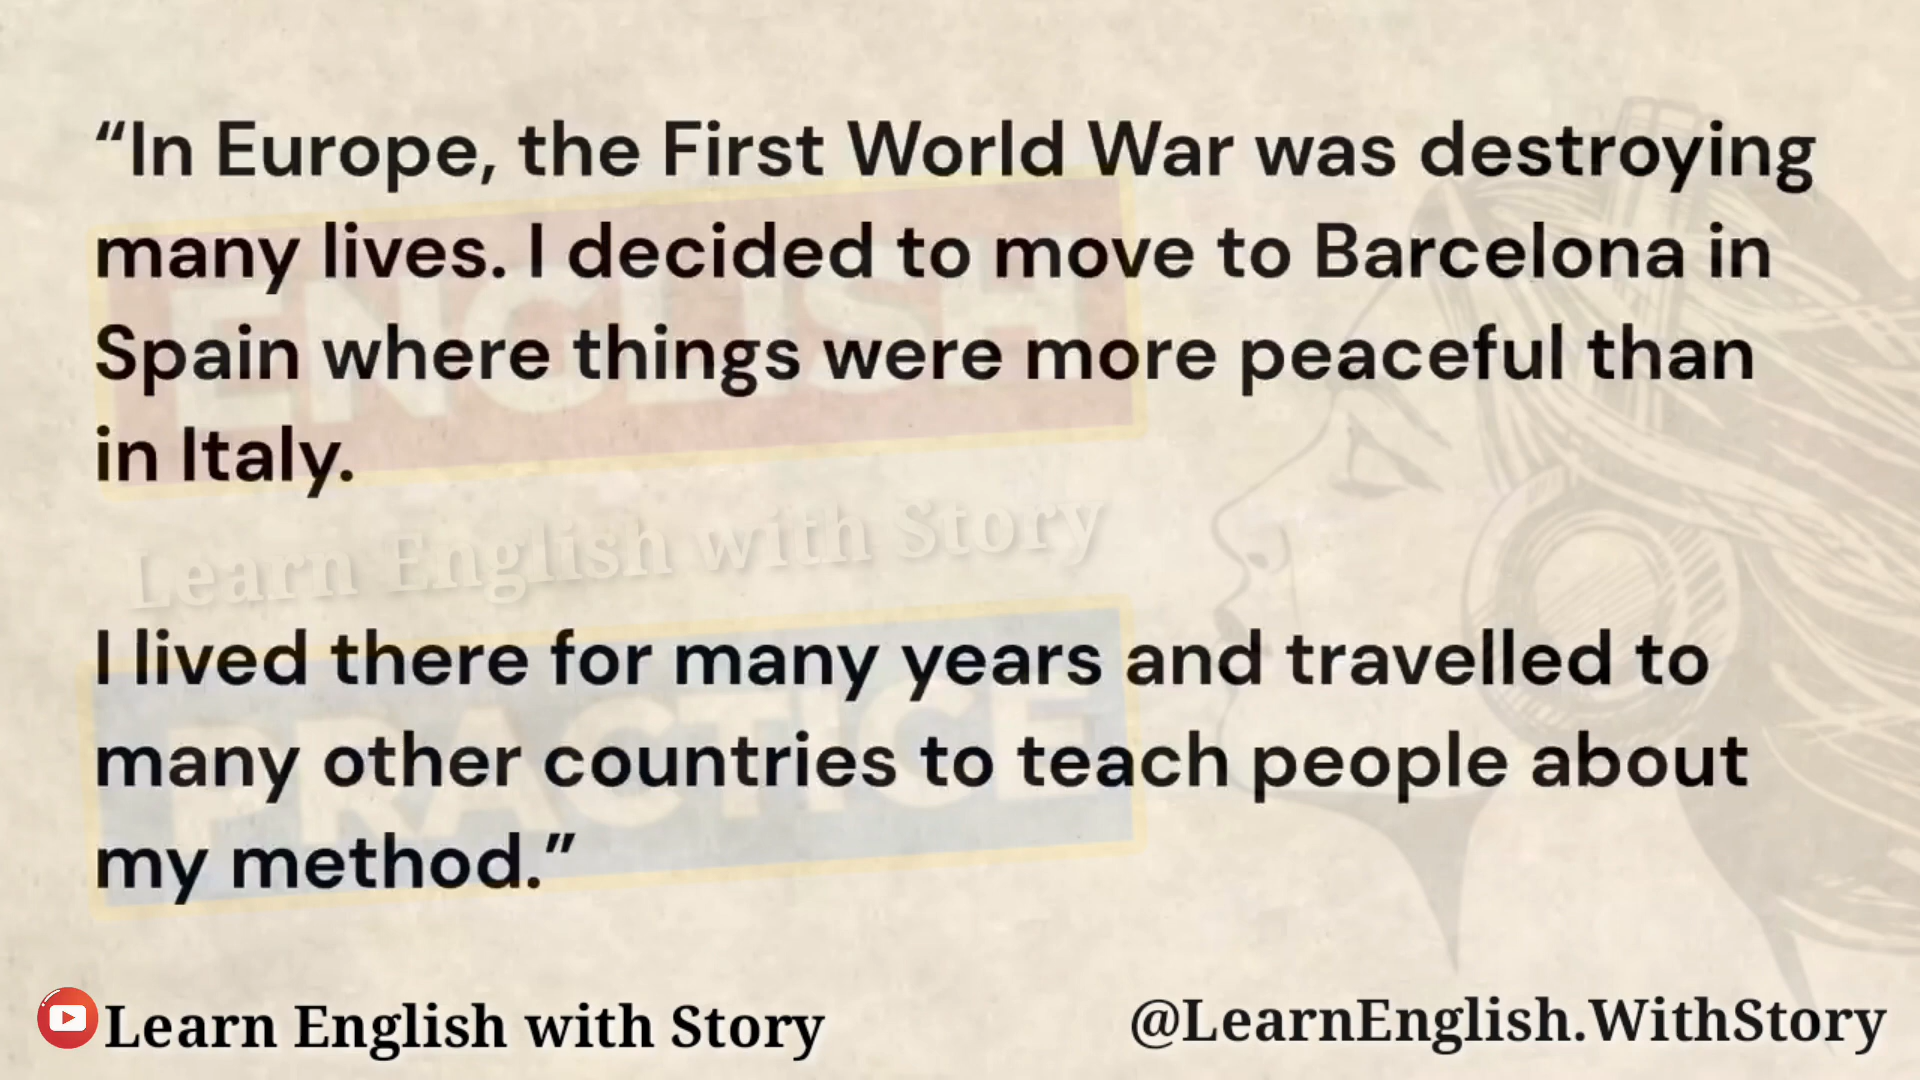 “In Europe, the First World War was destroying
many lives. I decided to move to Barcelona in
Spain where things were more peaceful than
in Italy.
I lived there for many years and travelled to
many other countries to teach people about
my method.”
ENGLISH
Learn English with Story
PRACTICE
Learn English with Story
@LearnEnglish.WithStory